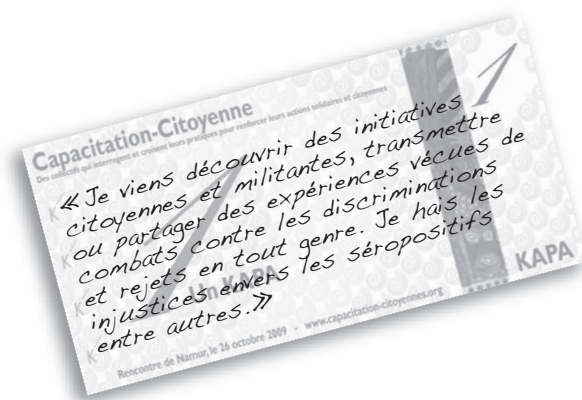 Capacitation-Citoyenne
Des collectifs qui interrogent et croisent leurs pratiques pour renforcer leurs actions solidaires et citoyennes
1
« Je viens découvrir des initiatives
citoyennes et militantes, transmettre
ou partager des expériences vécues de
combats contre les discriminations
et rejets en tout genre. Je hais les
injustices envers les séropositifs
entre autres. »
Un KAPA
KAPA
Rencontre de Namur, le 26 octobre 2009 - www.capacitation-citoyennes.org